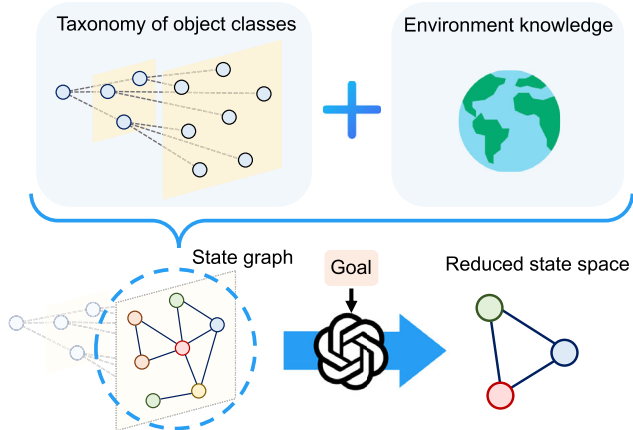 Taxonomy of object classes
Environment knowledge
State graph
Goal
Reduced state space